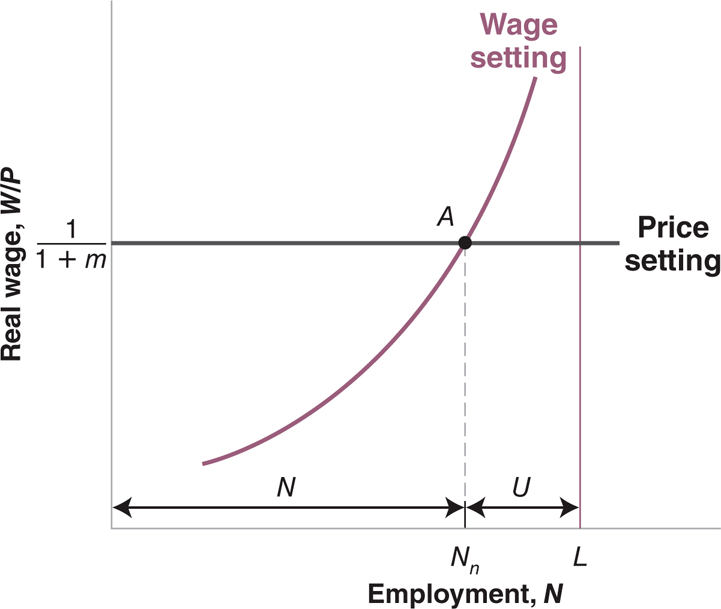 Wage
setting
Real wage, W/P
A
1
1 + m
Price
setting
N
U
Nₙ
L
Employment, N